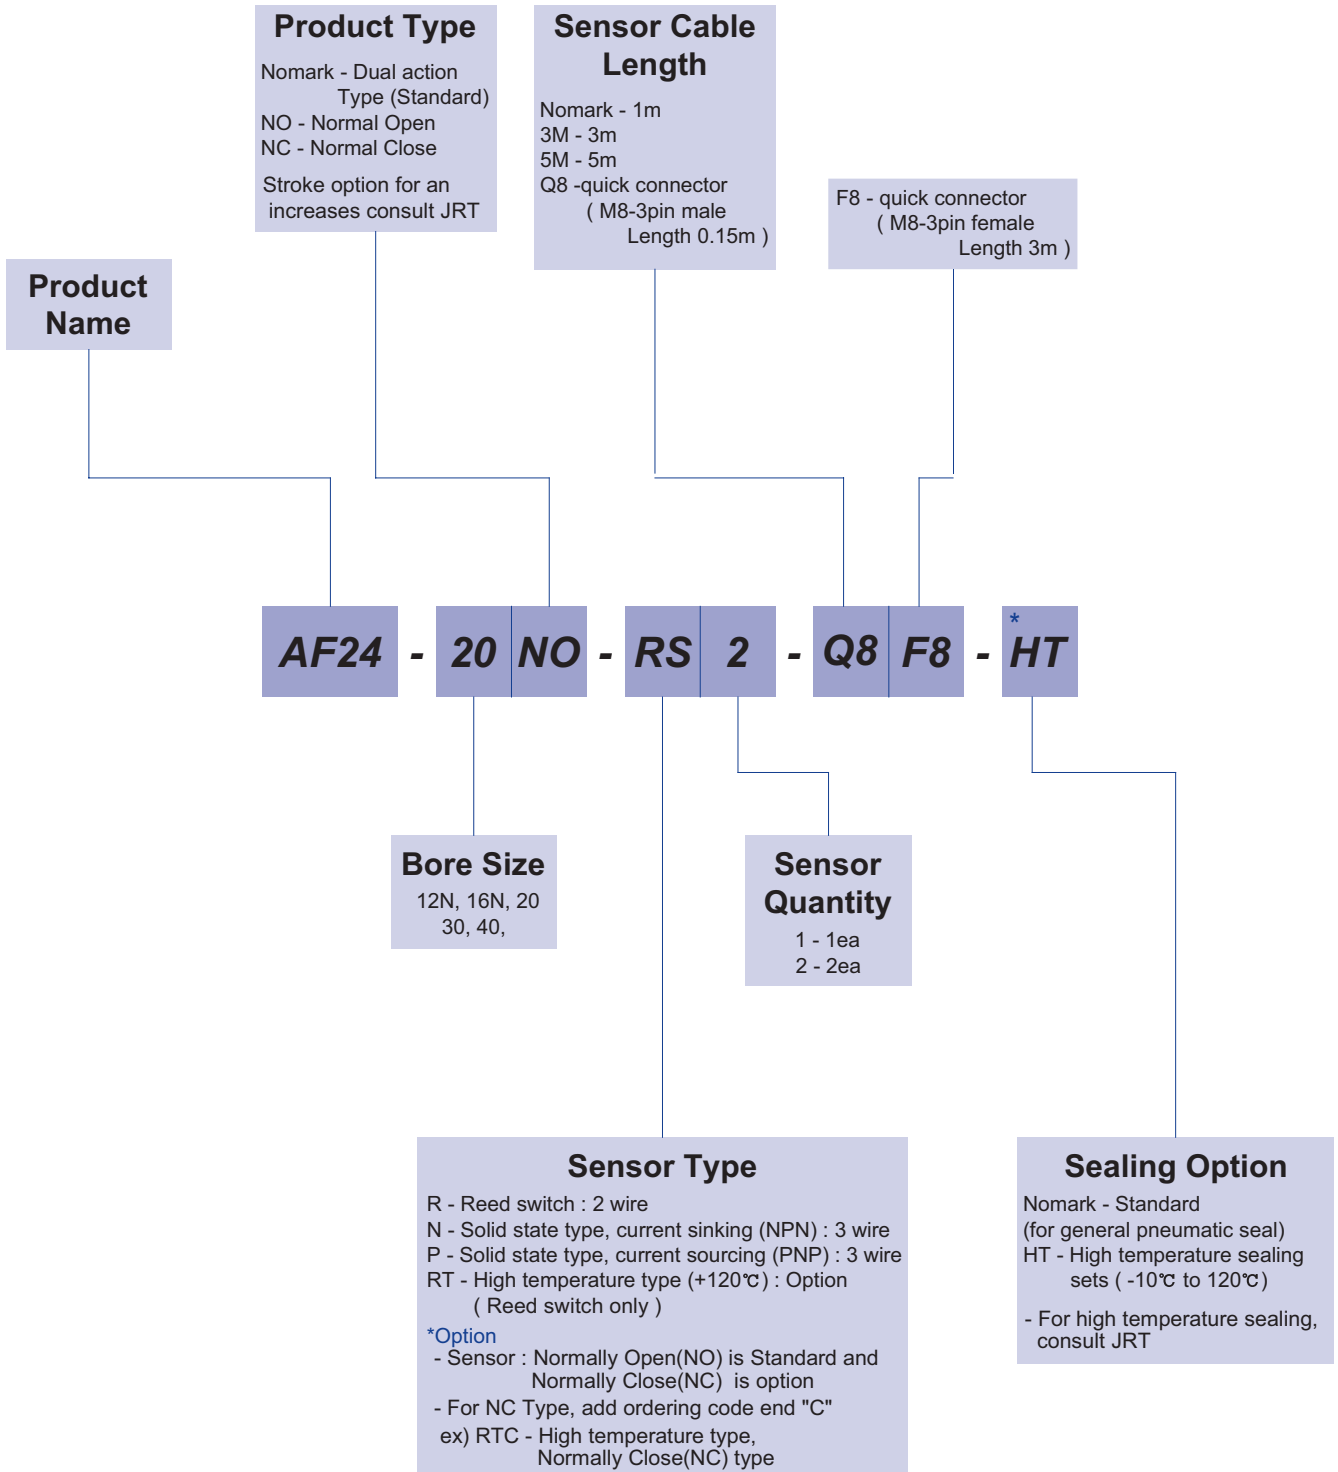 Product Type
Nomark - Dual action
Type (Standard)
NO - Normal Open
NC - Normal Close
Stroke option for an
increases consult JRT
Sensor Cable
Length
Nomark - 1m
3M - 3m
5M - 5m
Q8 -quick connector
( M8-3pin male
Length 0.15m )
F8 - quick connector
( M8-3pin female
Length 3m )
Product
Name
AF24 - 20 NO - RS 2 - Q8 F8 - *HT
Bore Size
12N, 16N, 20
30, 40,
Sensor
Quantity
1 - 1ea
2 - 2ea
Sensor Type
R - Reed switch : 2 wire
N - Solid state type, current sinking (NPN) : 3 wire
P - Solid state type, current sourcing (PNP) : 3 wire
RT - High temperature type (+120℃) : Option
( Reed switch only )
*Option
- Sensor : Normally Open(NO) is Standard and
Normally Close(NC) is option
- For NC Type, add ordering code end "C"
ex) RTC - High temperature type,
Normally Close(NC) type
Sealing Option
Nomark - Standard
(for general pneumatic seal)
HT - High temperature sealing
sets ( -10℃ to 120℃)
- For high temperature sealing,
consult JRT